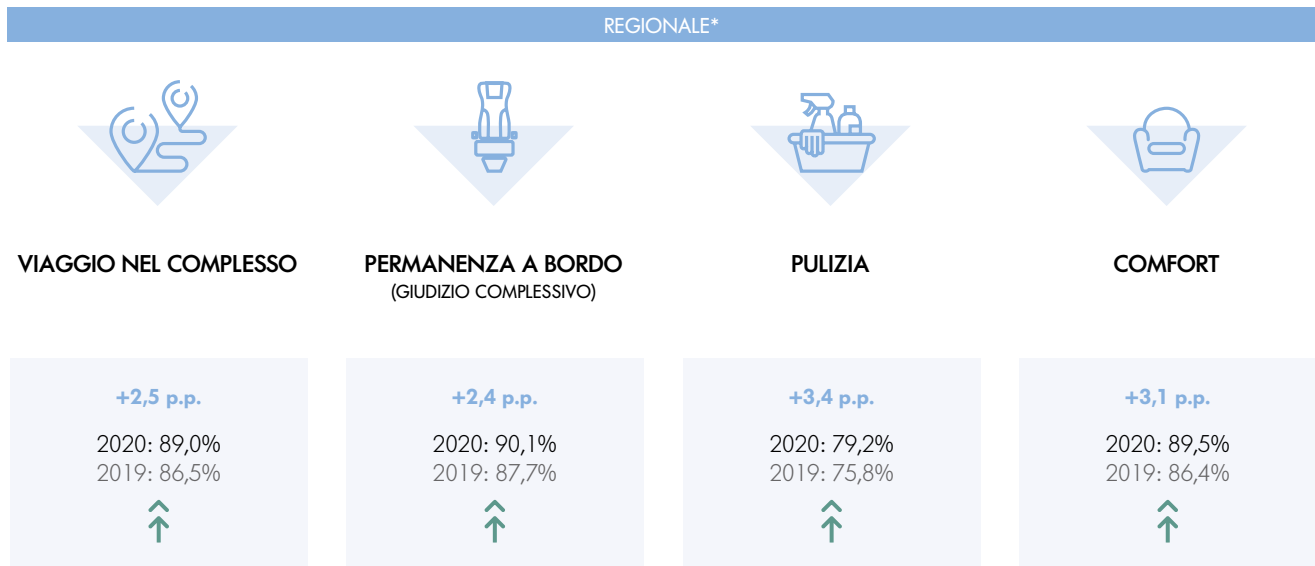 REGIONALE*
VIAGGIO NEL COMPLESSO
PERMANENZA A BORDO
(GIUDIZIO COMPLESSIVO)
PULIZIA
COMFORT
+2,5 p.p.
2020: 89,0%
2019: 86,5%
+2,4 p.p.
2020: 90,1%
2019: 87,7%
+3,4 p.p.
2020: 79,2%
2019: 75,8%
+3,1 p.p.
2020: 89,5%
2019: 86,4%